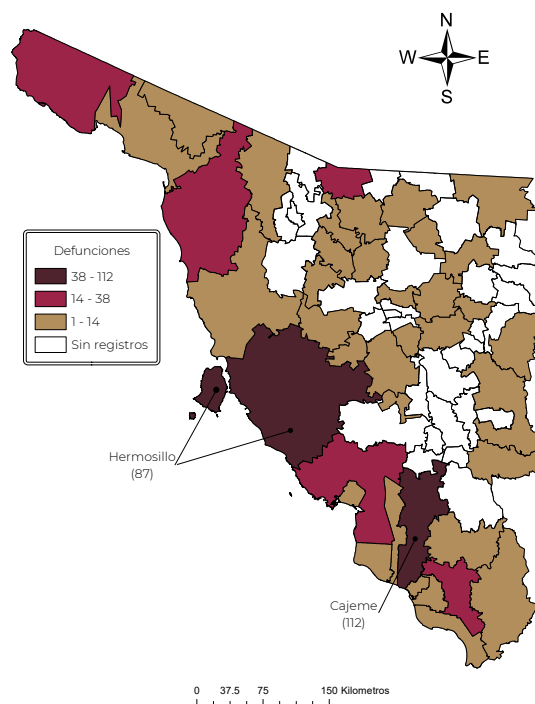 N
W E
S
Defunciones
38 - 112
14 - 38
1 - 14
Sin registros
Hermosillo
(87)
Cajeme
(112)
0 37.5 75 150 Kilometros